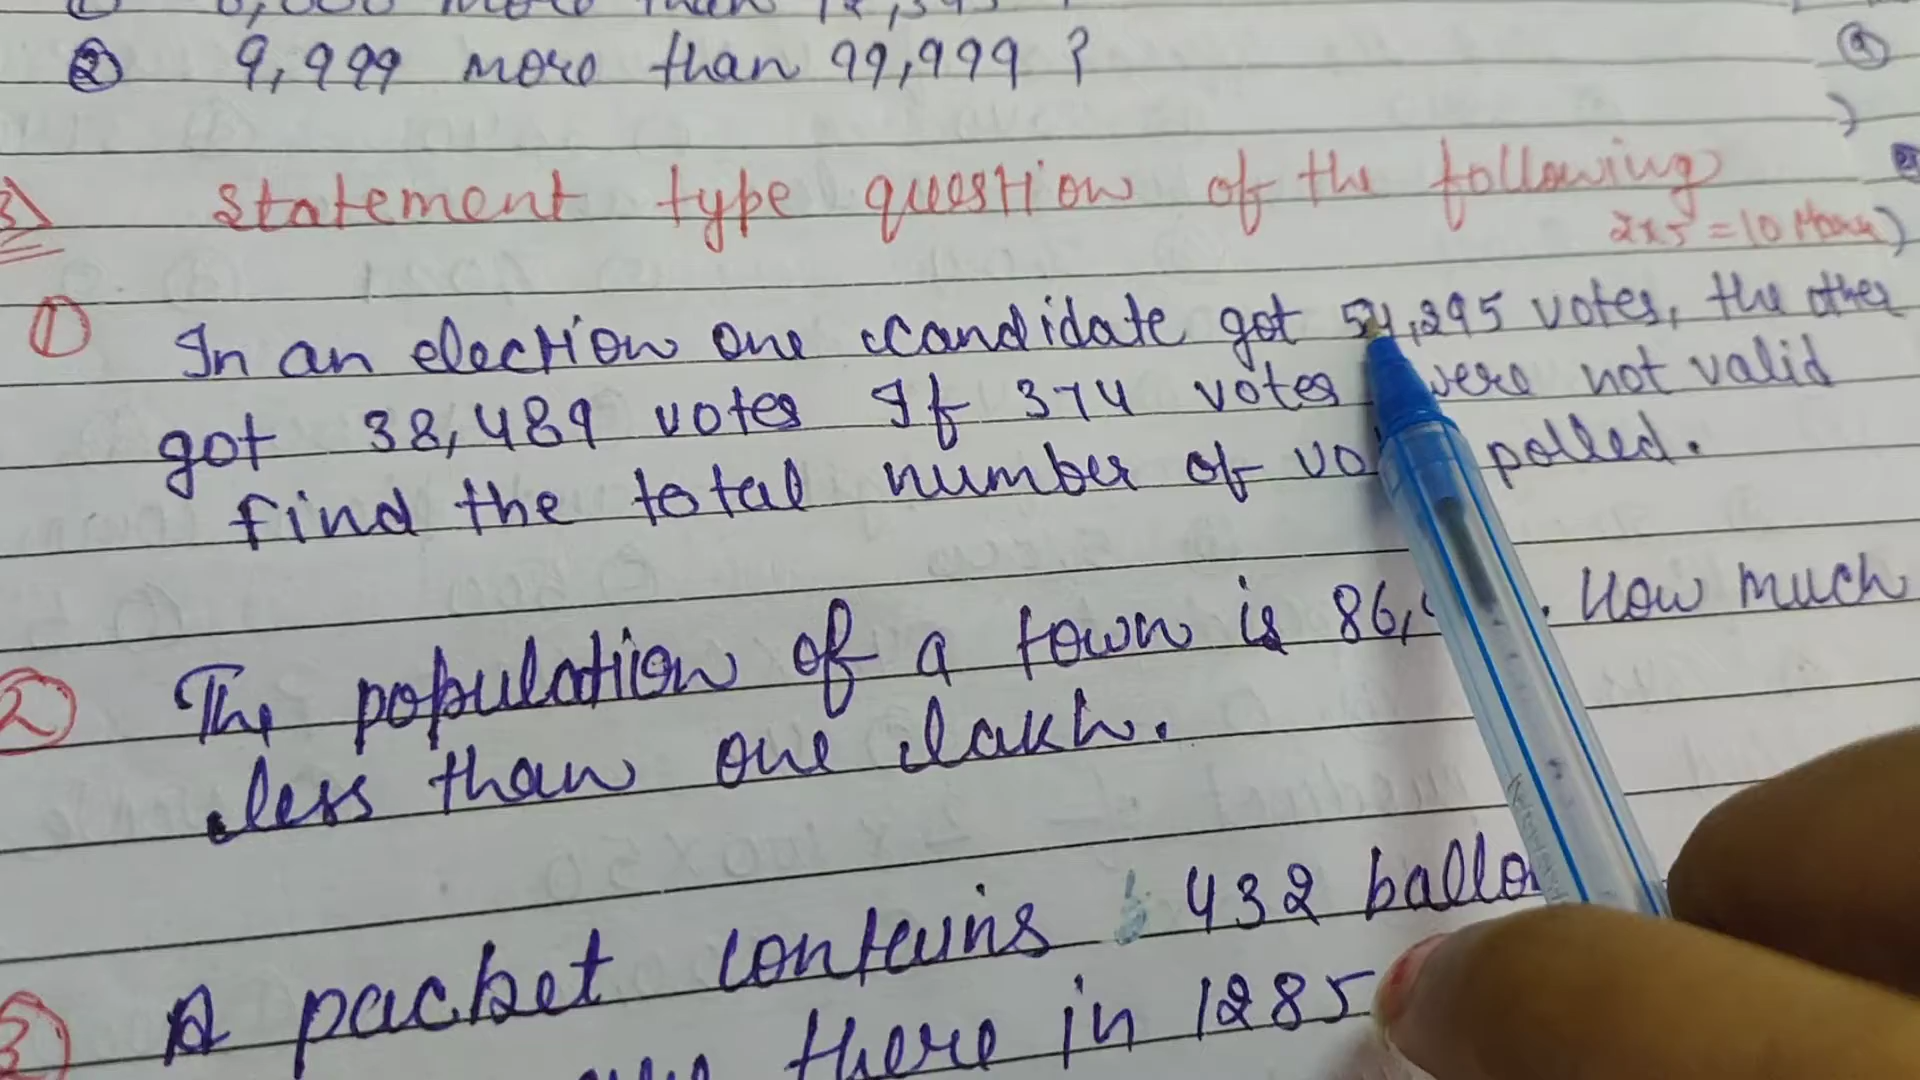 ② 9,999 more than 99,999 ?
3) Statement type question of the following
2x5 = 10 Marks)
① In an election one candidate got 54,295 votes, the other
got 38,489 votes If 374 votes were not valid
find the total number of polled.
② The population of a town is 86, . How much
less than one lakh.
③ A packet contains 432
there in 1285